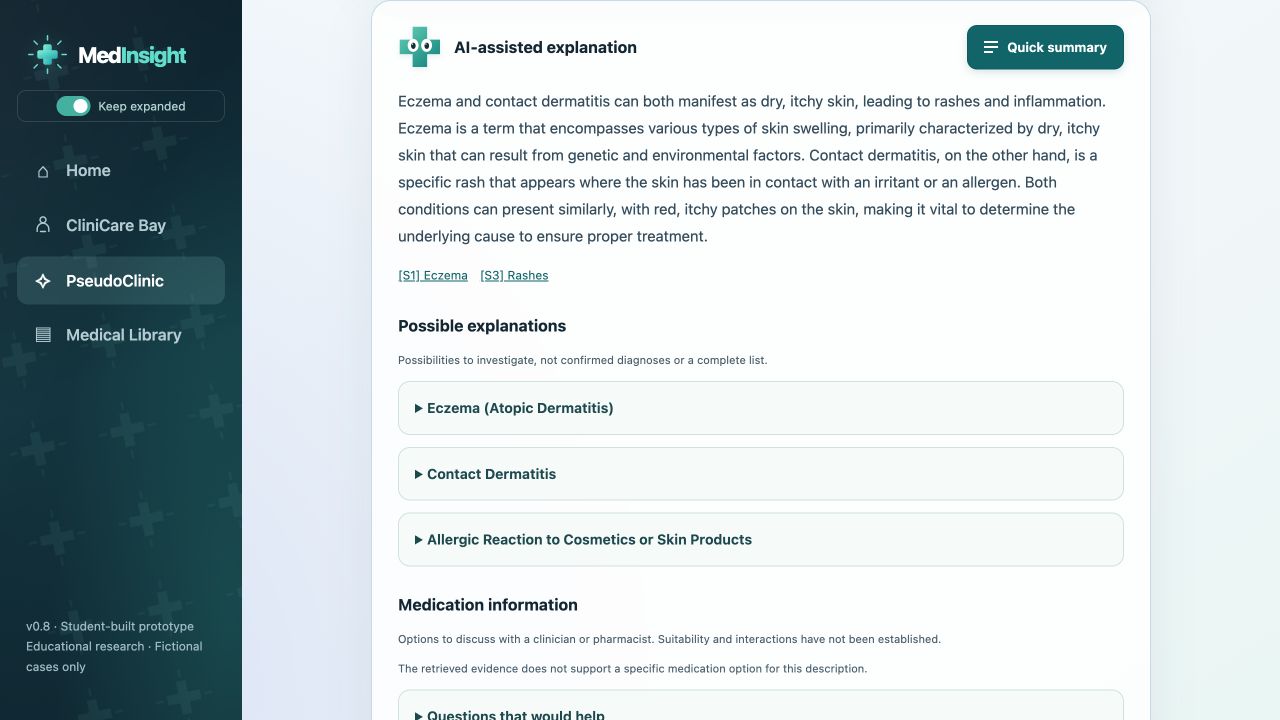 MedInsight
Keep expanded
Home
CliniCare Bay
PseudoClinic
Medical Library
v0.8 · Student-built prototype
Educational research · Fictional
cases only
AI-assisted explanation
Quick summary
Eczema and contact dermatitis can both manifest as dry, itchy skin, leading to rashes and inflammation.
Eczema is a term that encompasses various types of skin swelling, primarily characterized by dry, itchy
skin that can result from genetic and environmental factors. Contact dermatitis, on the other hand, is a
specific rash that appears where the skin has been in contact with an irritant or an allergen. Both
conditions can present similarly, with red, itchy patches on the skin, making it vital to determine the
underlying cause to ensure proper treatment.
[S1] Eczema [S3] Rashes
Possible explanations
Possibilities to investigate, not confirmed diagnoses or a complete list.
Eczema (Atopic Dermatitis)
Contact Dermatitis
Allergic Reaction to Cosmetics or Skin Products
Medication information
Options to discuss with a clinician or pharmacist. Suitability and interactions have not been established.
The retrieved evidence does not support a specific medication option for this description.
Questions that would help